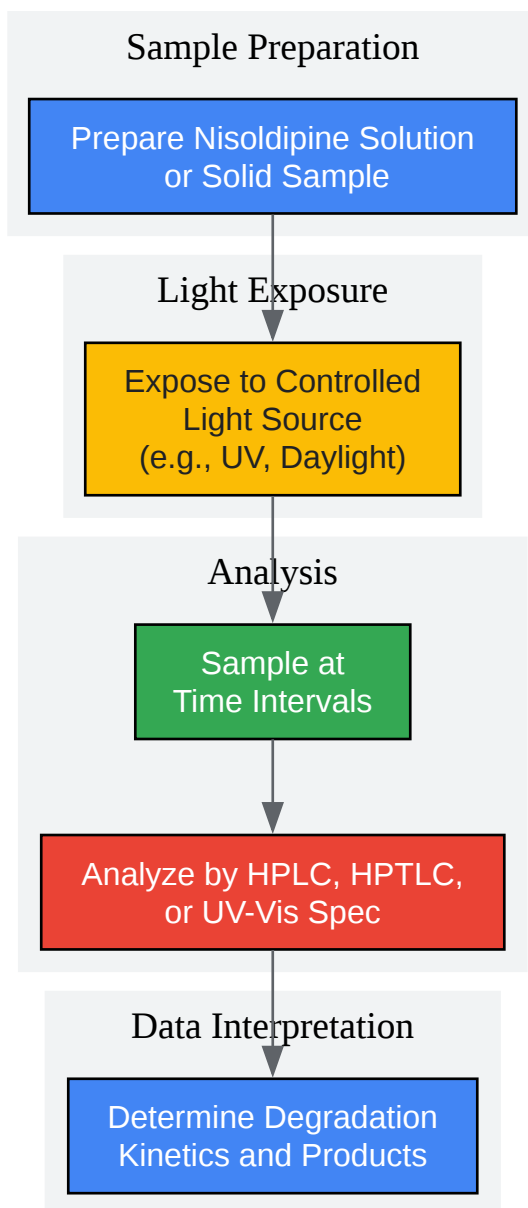 Sample Preparation
Prepare Nisoldipine Solution
or Solid Sample
Light Exposure
Expose to Controlled
Light Source
(e.g., UV, Daylight)
Analysis
Sample at
Time Intervals
Analyze by HPLC, HPTLC,
or UV-Vis Spec
Data Interpretation
Determine Degradation
Kinetics and Products